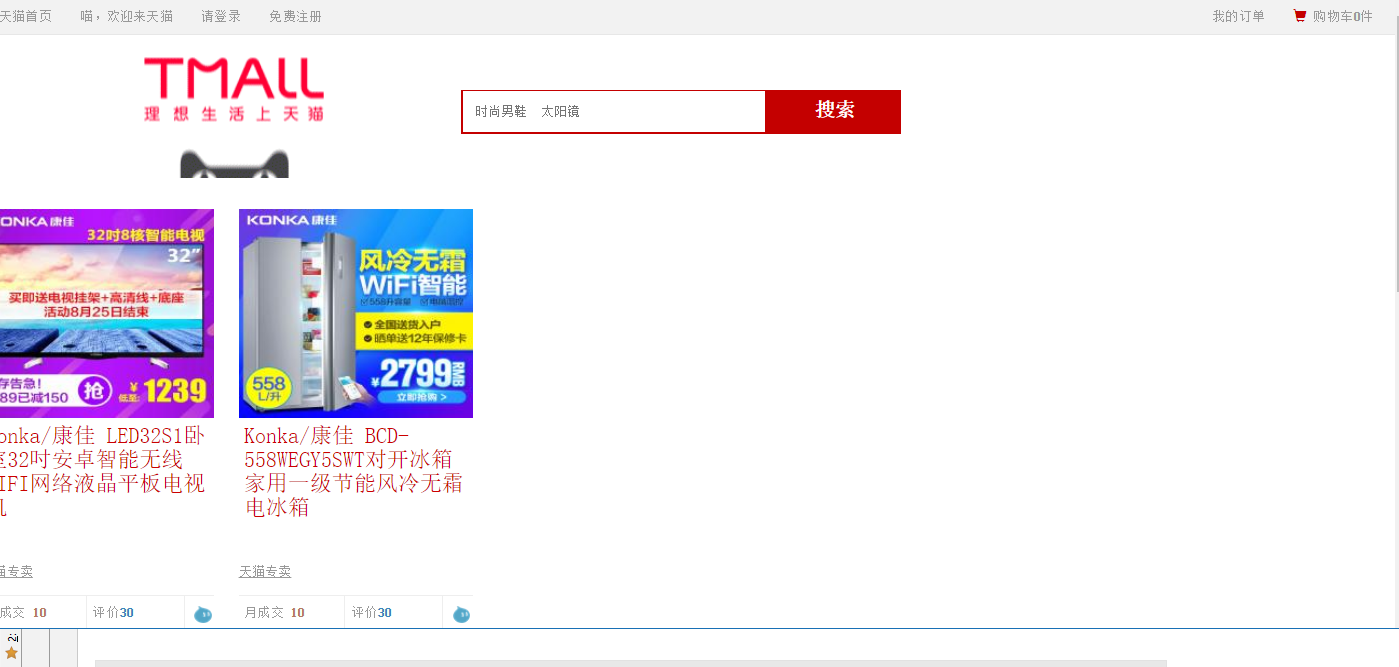 天猫首页 喵，欢迎来天猫 请登录 免费注册 我的订单 购物车0件
TMALL
理想生活上天猫
时尚男鞋 太阳镜 搜索
ONKA康佳
32吋8核智能电视
32”
买即送电视挂架+高清线+底座
活动8月25日结束
存告急！
89已减150
抢
低至:
¥1239
KONKA康佳
风冷无霜
WiFi智能
558升容量
全国送货入户
晒单送12年保修卡
558
L/升
¥2799RMB
立即抢购 >
onka/康佳 LED32S1卧
室32吋安卓智能无线
IFI网络液晶平板电视
机
Konka/康佳 BCD-
558WEGY5SWT对开冰箱
家用一级节能风冷无霜
电冰箱
猫专卖 天猫专卖
成交 10 评价30 月成交 10 评价30